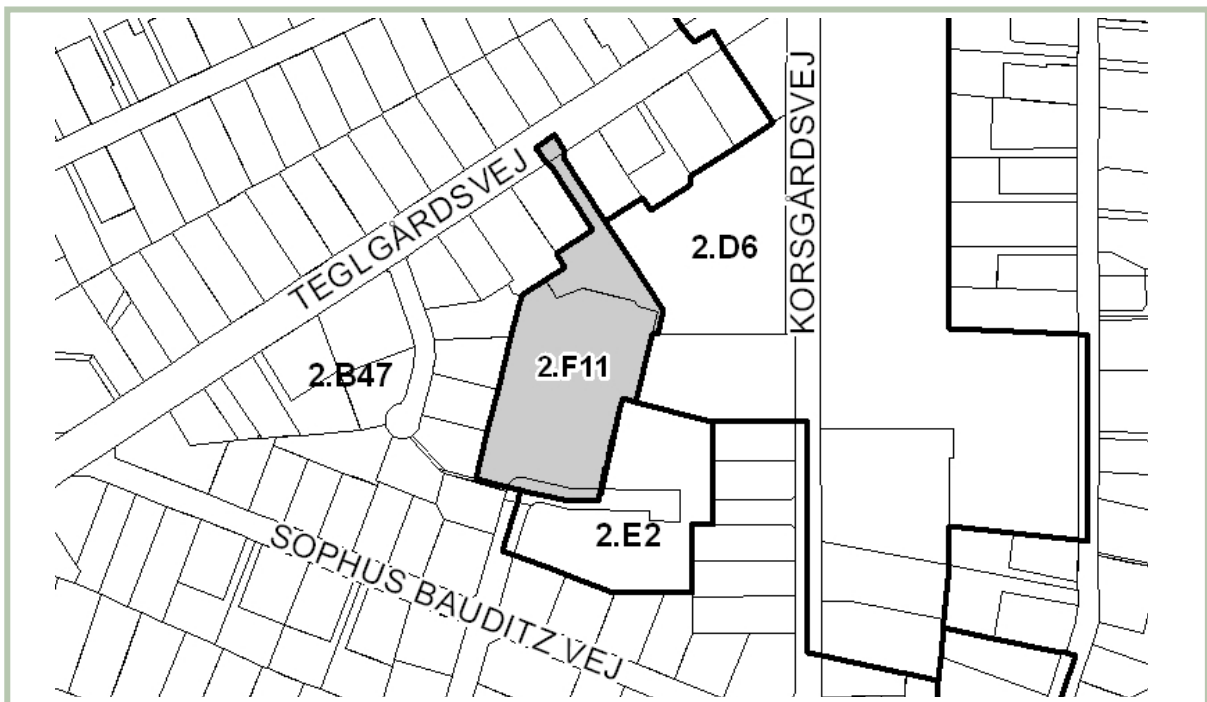 TEGLGÅRDSVEJ
KORSGÅRDSVEJ
2.D6
2.F11
2.B47
2.E2
SOPHUS BAUDITZ VEJ